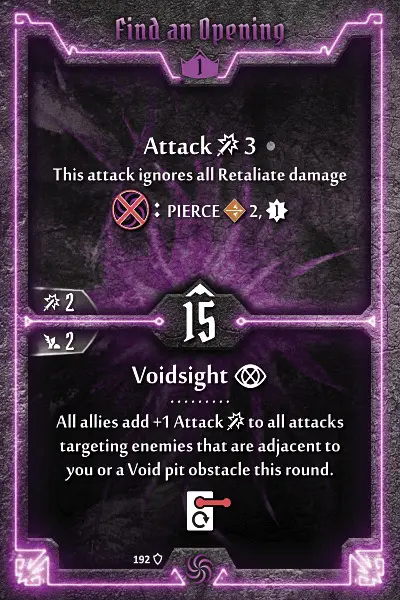 Find an Opening
1
Attack 3
This attack ignores all Retaliate damage
: PIERCE 2, 1
2
15
2
Voidsight
All allies add +1 Attack to all attacks
targeting enemies that are adjacent to
you or a Void pit obstacle this round.
192